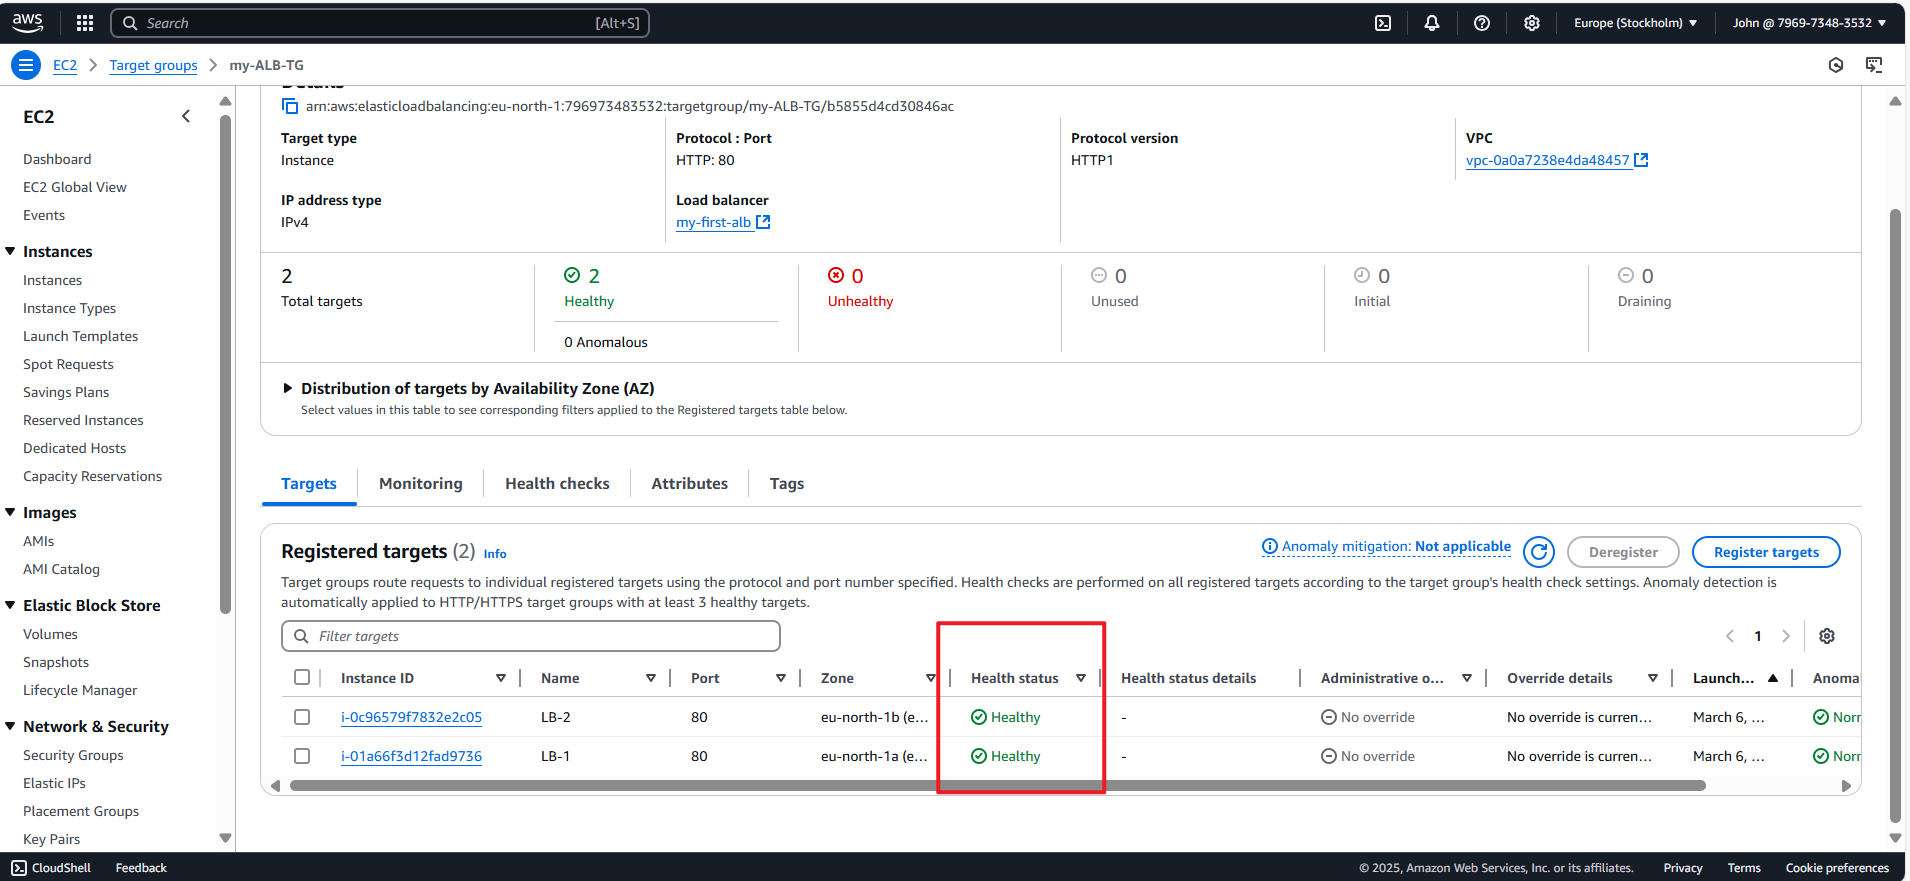 aws
Search [Alt+S]
Europe (Stockholm)
John @ 7969-7348-3532
EC2
Target groups
my-ALB-TG
EC2
Dashboard
EC2 Global View
Events
Instances
Instances
Instance Types
Launch Templates
Spot Requests
Savings Plans
Reserved Instances
Dedicated Hosts
Capacity Reservations
Images
AMIs
AMI Catalog
Elastic Block Store
Volumes
Snapshots
Lifecycle Manager
Network & Security
Security Groups
Elastic IPs
Placement Groups
Key Pairs
Details
arn:aws:elasticloadbalancing:eu-north-1:796973483532:targetgroup/my-ALB-TG/b5855d4cd30846ac
Target type
Instance
Protocol : Port
HTTP: 80
Protocol version
HTTP1
VPC
vpc-0a0a7238e4da48457
IP address type
IPv4
Load balancer
my-first-alb
2
Total targets
2
Healthy
0 Anomalous
0
Unhealthy
0
Unused
0
Initial
0
Draining
Distribution of targets by Availability Zone (AZ)
Select values in this table to see corresponding filters applied to the Registered targets table below.
Targets Monitoring Health checks Attributes Tags
Registered targets (2) Info
Anomaly mitigation: Not applicable
Deregister
Register targets
Target groups route requests to individual registered targets using the protocol and port number specified. Health checks are performed on all registered targets according to the target group's health check settings. Anomaly detection is
automatically applied to HTTP/HTTPS target groups with at least 3 healthy targets.
Filter targets
1
Instance ID Name Port Zone Health status Health status details Administrative o... Override details Launch... Anoma
i-0c96579f7832e2c05 LB-2 80 eu-north-1b (e... Healthy - No override No override is curren... March 6, ... Norr
i-01a66f3d12fad9736 LB-1 80 eu-north-1a (e... Healthy - No override No override is curren... March 6, ... Norr
CloudShell Feedback
© 2025, Amazon Web Services, Inc. or its affiliates. Privacy Terms Cookie preferences